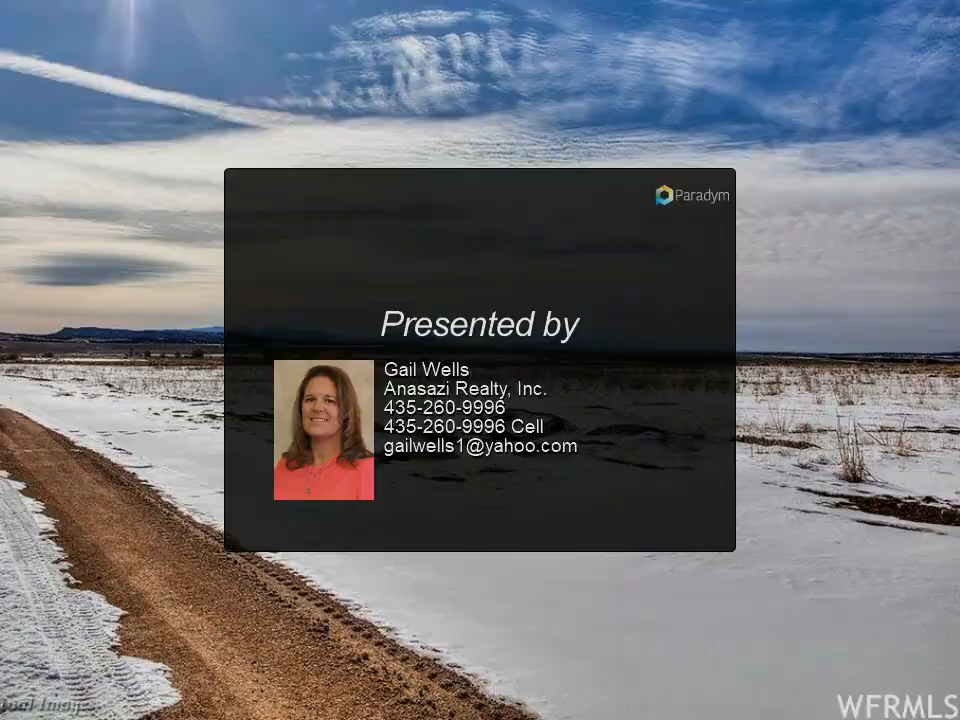 Paradym
Presented by
Gail Wells
Anasazi Realty, Inc.
435-260-9996
435-260-9996 Cell
gailwells1@yahoo.com
WFRMLS